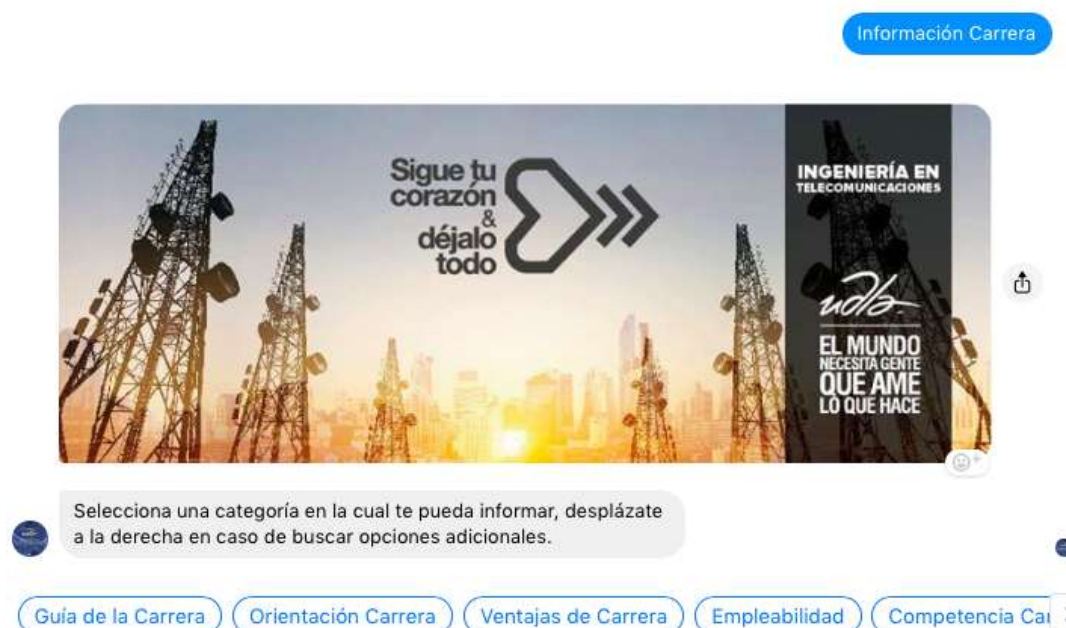 Información Carrera
Sigue tu
corazón
&
déjalo
todo
INGENIERÍA EN
TELECOMUNICACIONES
udla
EL MUNDO
NECESITA GENTE
QUE AME
LO QUE HACE
Selecciona una categoría en la cual te pueda informar, desplázate
a la derecha en caso de buscar opciones adicionales.
Guía de la Carrera
Orientación Carrera
Ventajas de Carrera
Empleabilidad
Competencia Car